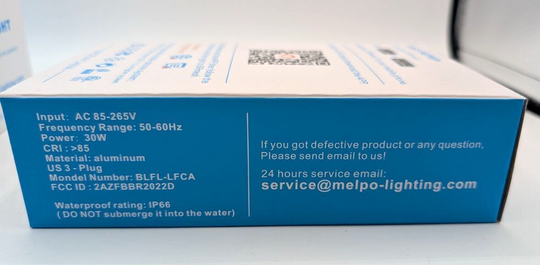 Input: AC 85-265V
Frequency Range: 50-60Hz
Power: 30W
CRI : >85
Material: aluminum
US 3 - Plug
Mondel Number: BLFL-LFCA
FCC ID : 2AZFBBR2022D
Waterproof rating: IP66
( DO NOT submerge it into the water)
If you got defective product or any question,
Please send email to us!
24 hours service email:
service@melpo-lighting.com